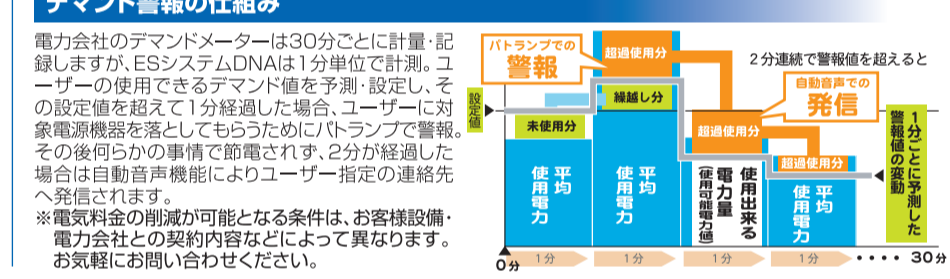 デマンド警報の仕組み
電力会社のデマンドメーターは30分ごとに計量・記
録しますが、ESシステムDNAは1分単位で計測。ユ
ーザーの使用できるデマンド値を予測・設定し、そ
の設定値を超えて1分経過した場合、ユーザーに対
象電源機器を落としてもらうためにパトランプで警報。
その後何らかの事情で節電されず、2分が経過した
場合は自動音声機能によりユーザー指定の連絡先
へ発信されます。
※電気料金の削減が可能となる条件は、お客様設備・
電力会社との契約内容などによって異なります。
お気軽にお問い合わせください。
パトランプでの
警報
超過使用分
2分連続で警報値を超えると
自動音声での
発信
設定値
繰越し分
未使用分
超過使用分
超過使用分
平均
使用電力
平均
使用電力
使用出来る
電力量
(使用可能電力値)
平均
使用電力
1分ごとに予測した
警報値の変動
0分
1分
1分
1分
1分
・・・・
30分